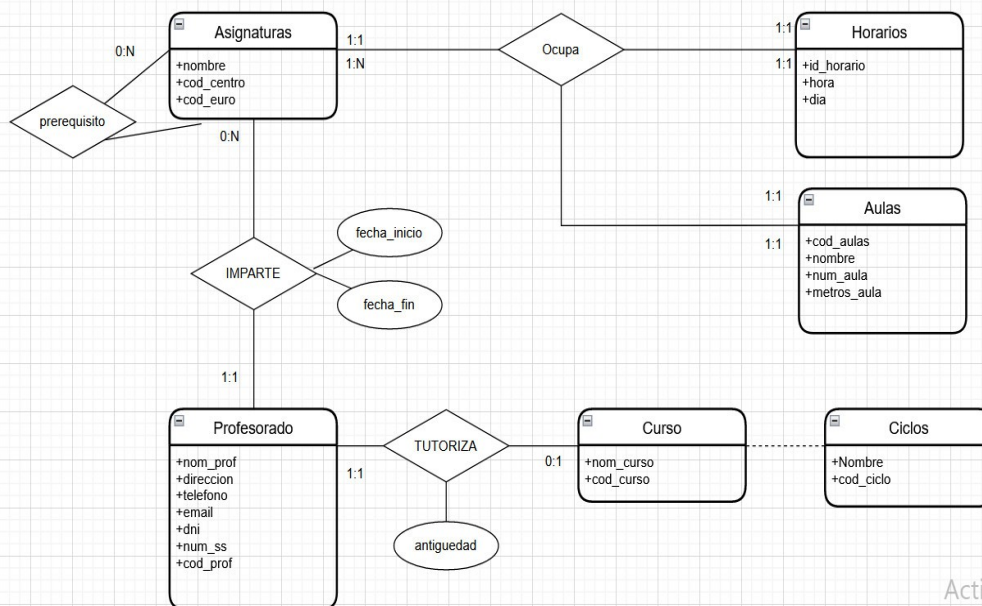 Asignaturas
+nombre
+cod_centro
+cod_euro
0:N
prerequisito
0:N
1:1
1:N
Ocupa
1:1
1:1
Horarios
+id_horario
+hora
+dia
1:1
1:1
Aulas
+cod_aulas
+nombre
+num_aula
+metros_aula
IMPARTE
fecha_inicio
fecha_fin
1:1
Profesorado
+nom_prof
+direccion
+telefono
+email
+dni
+num_ss
+cod_prof
1:1
TUTORIZA
antiguedad
0:1
Curso
+nom_curso
+cod_curso
Ciclos
+Nombre
+cod_ciclo
Acti